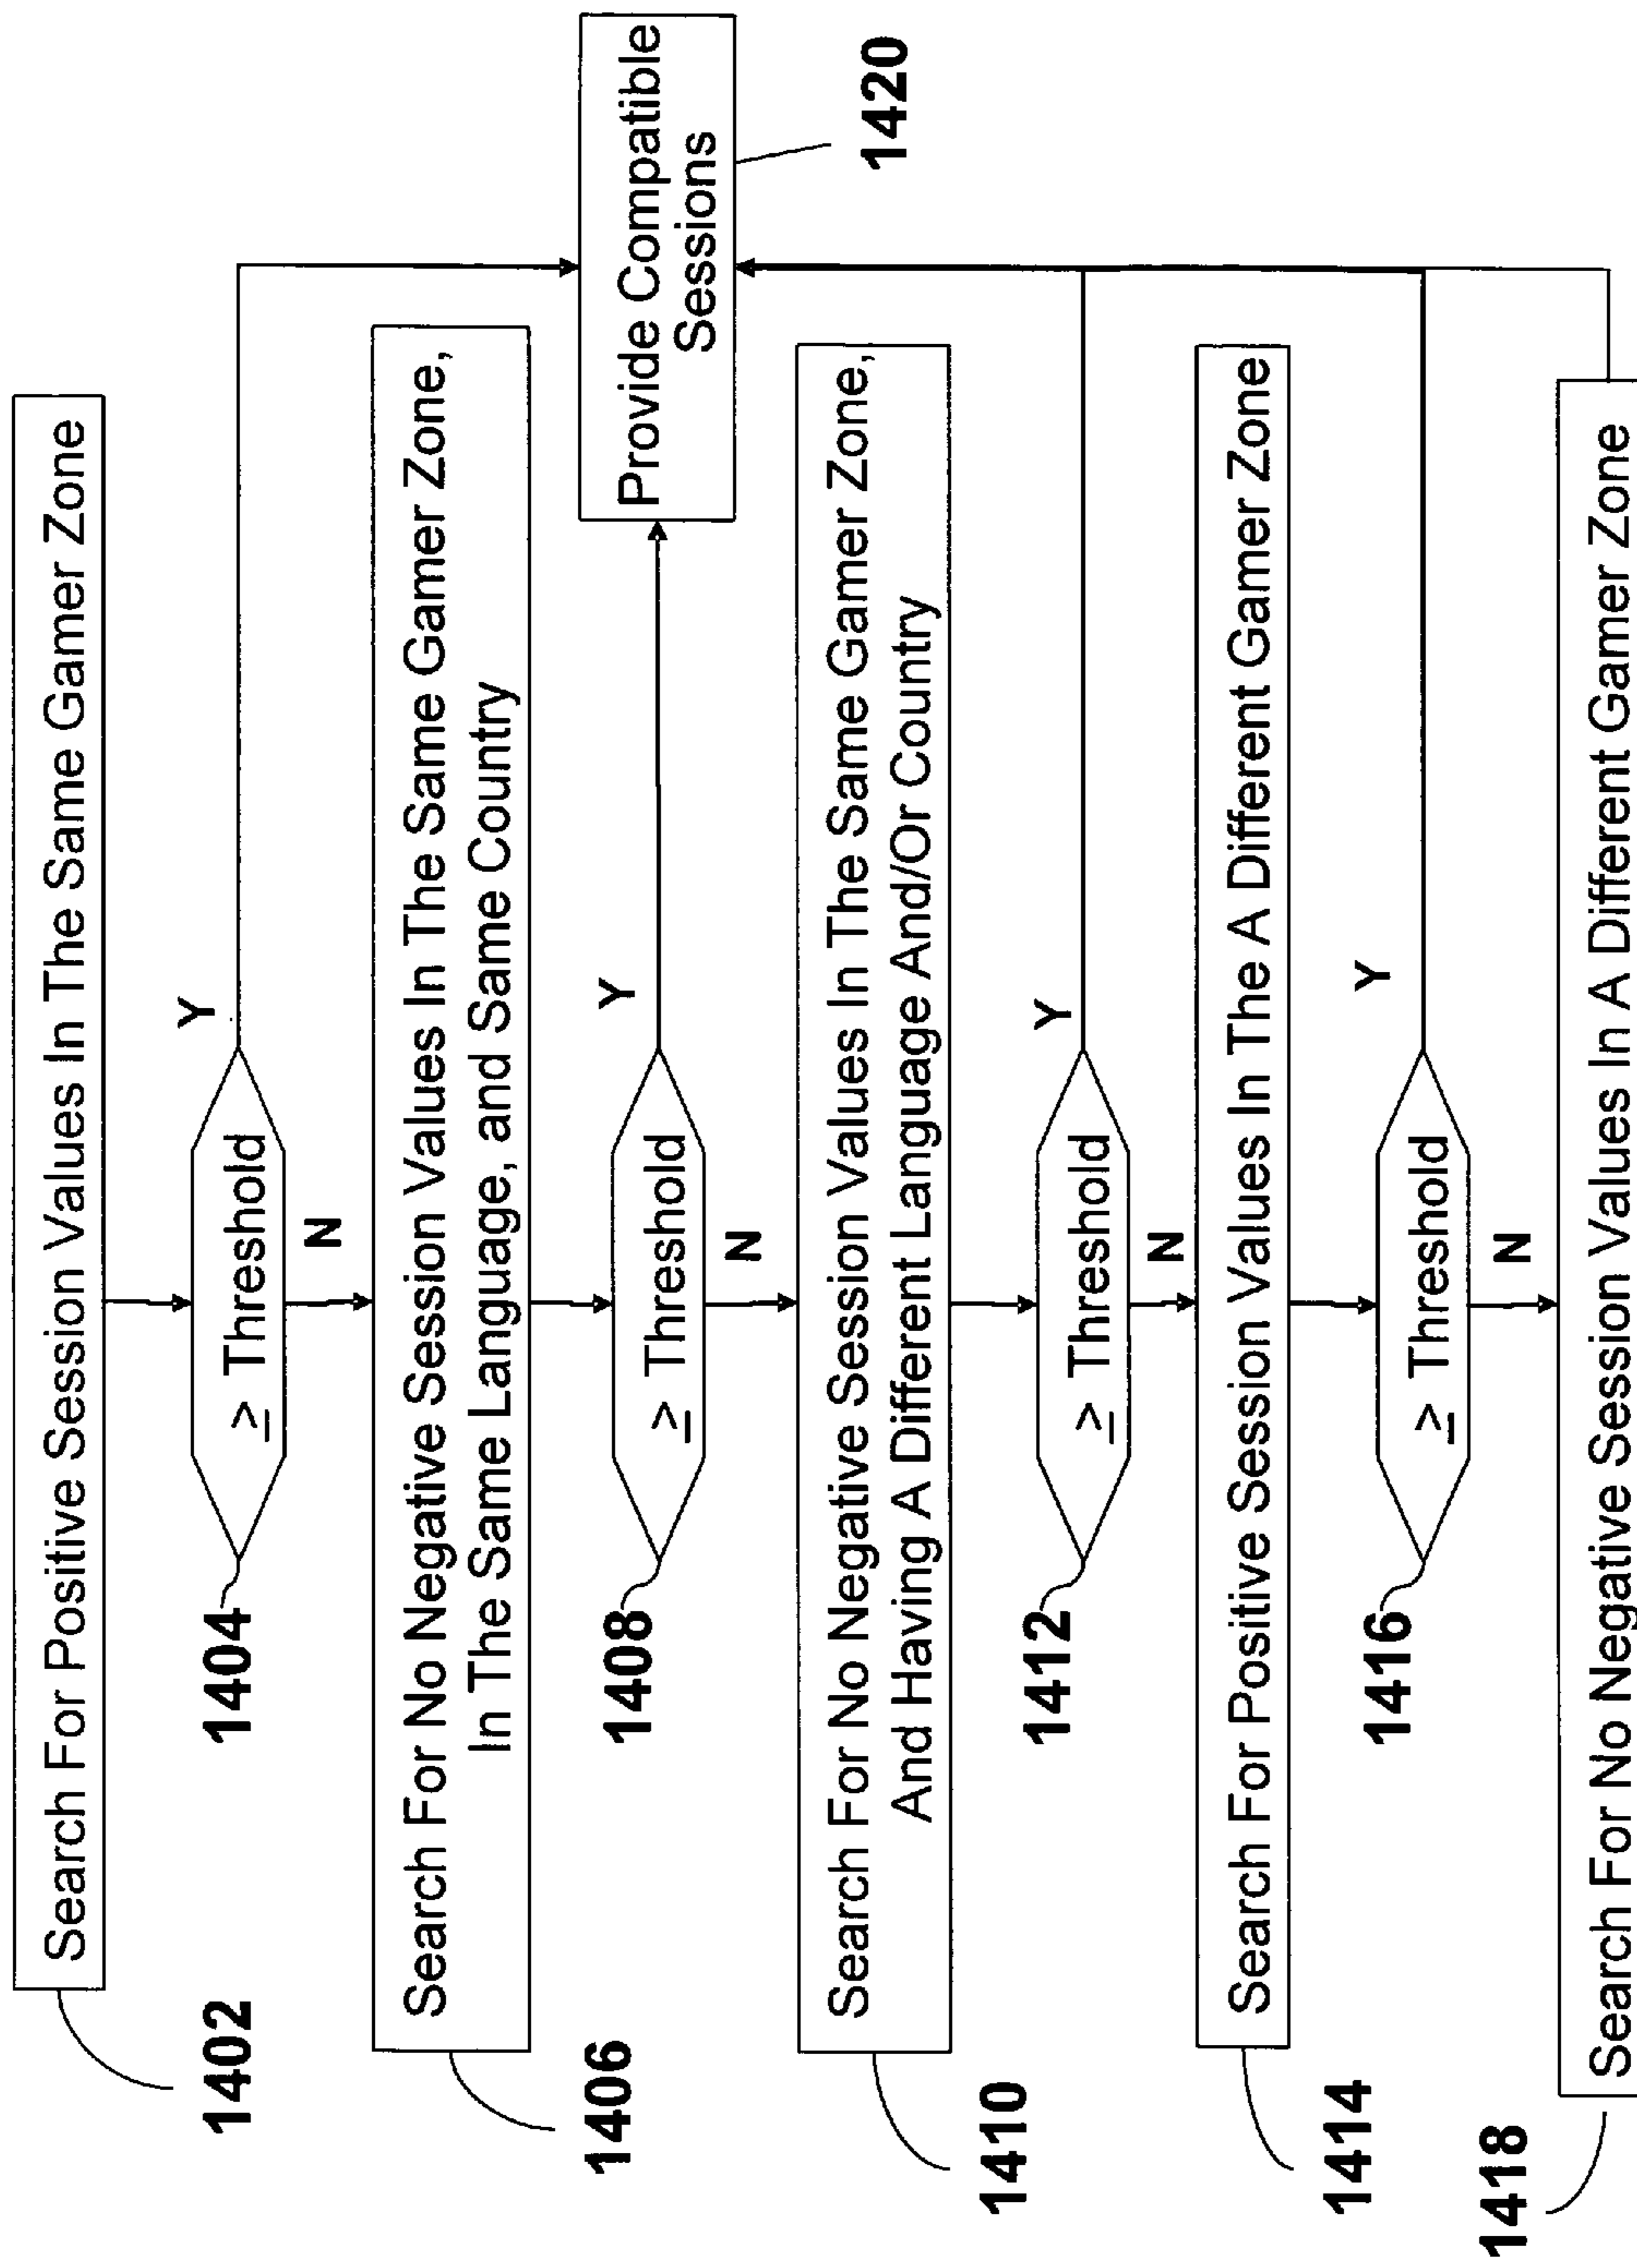 Search For Positive Session Values In The Same Gamer Zone
1402
≥ Threshold
1404
Y
N
Search For No Negative Session Values In The Same Gamer Zone,
In The Same Language, and Same Country
1406
≥ Threshold
1408
Y
N
Provide Compatible
Sessions
1420
Search For No Negative Session Values In The Same Gamer Zone,
And Having A Different Language And/Or Country
1410
≥ Threshold
1412
Y
N
Search For Positive Session Values In The A Different Gamer Zone
1414
≥ Threshold
1416
Y
N
Search For No Negative Session Values In A Different Gamer Zone
1418